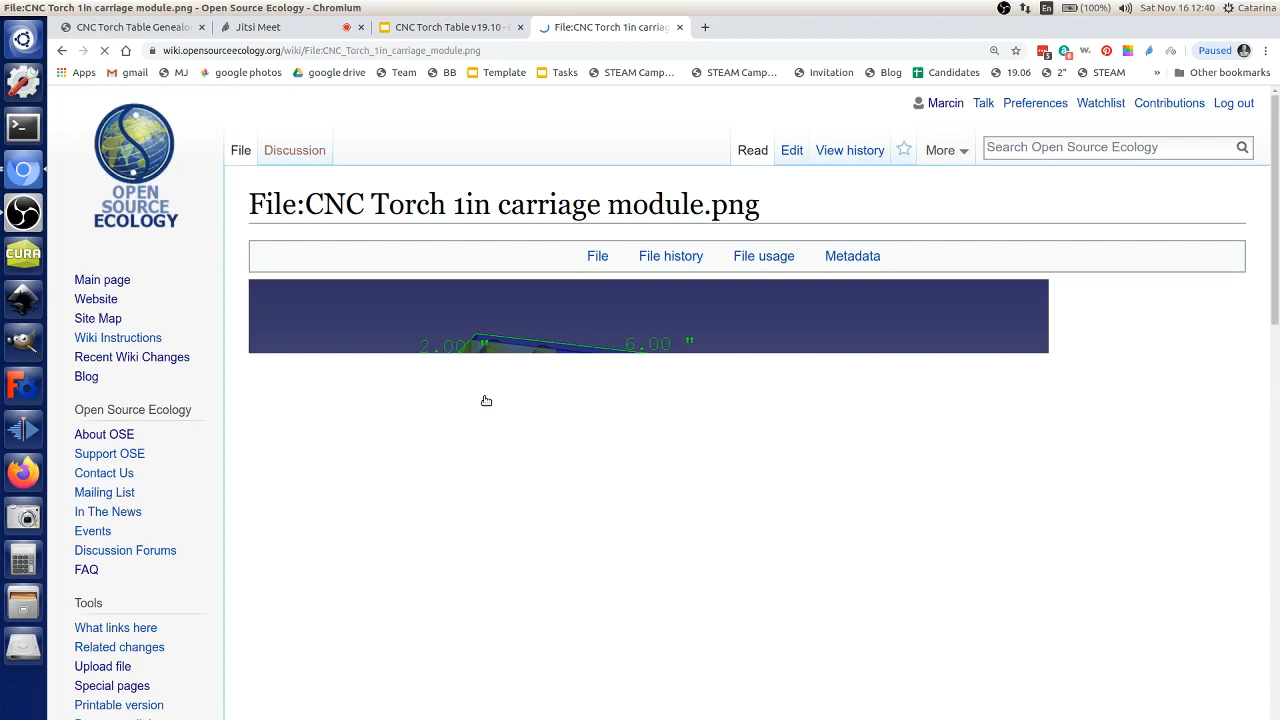 File:CNC Torch 1in carriage module.png - Open Source Ecology - Chromium
En (100%) Sat Nov 16 12:40 Catarina
CNC Torch Table Genealo
Jitsi Meet
CNC Torch Table v19.10 - G
File:CNC Torch 1in carria
wiki.opensourceecology.org/wiki/File:CNC_Torch_1in_carriage_module.png
Paused
Apps
gmail
MJ
google photos
google drive
Team
BB
Template
Tasks
STEAM Camp...
STEAM Camp...
Invitation
Blog
Candidates
19.06
2"
STEAM
»
Other bookmarks
Marcin Talk Preferences Watchlist Contributions Log out
File Discussion
Read Edit View history More
Search Open Source Ecology
OPEN
SOURCE
ECOLOGY
CURA
File:CNC Torch 1in carriage module.png
File File history File usage Metadata
2.00 " 6.00 "
Main page
Website
Site Map
Wiki Instructions
Recent Wiki Changes
Blog
Open Source Ecology
About OSE
Support OSE
Contact Us
Mailing List
In The News
Events
Discussion Forums
FAQ
Tools
What links here
Related changes
Upload file
Special pages
Printable version